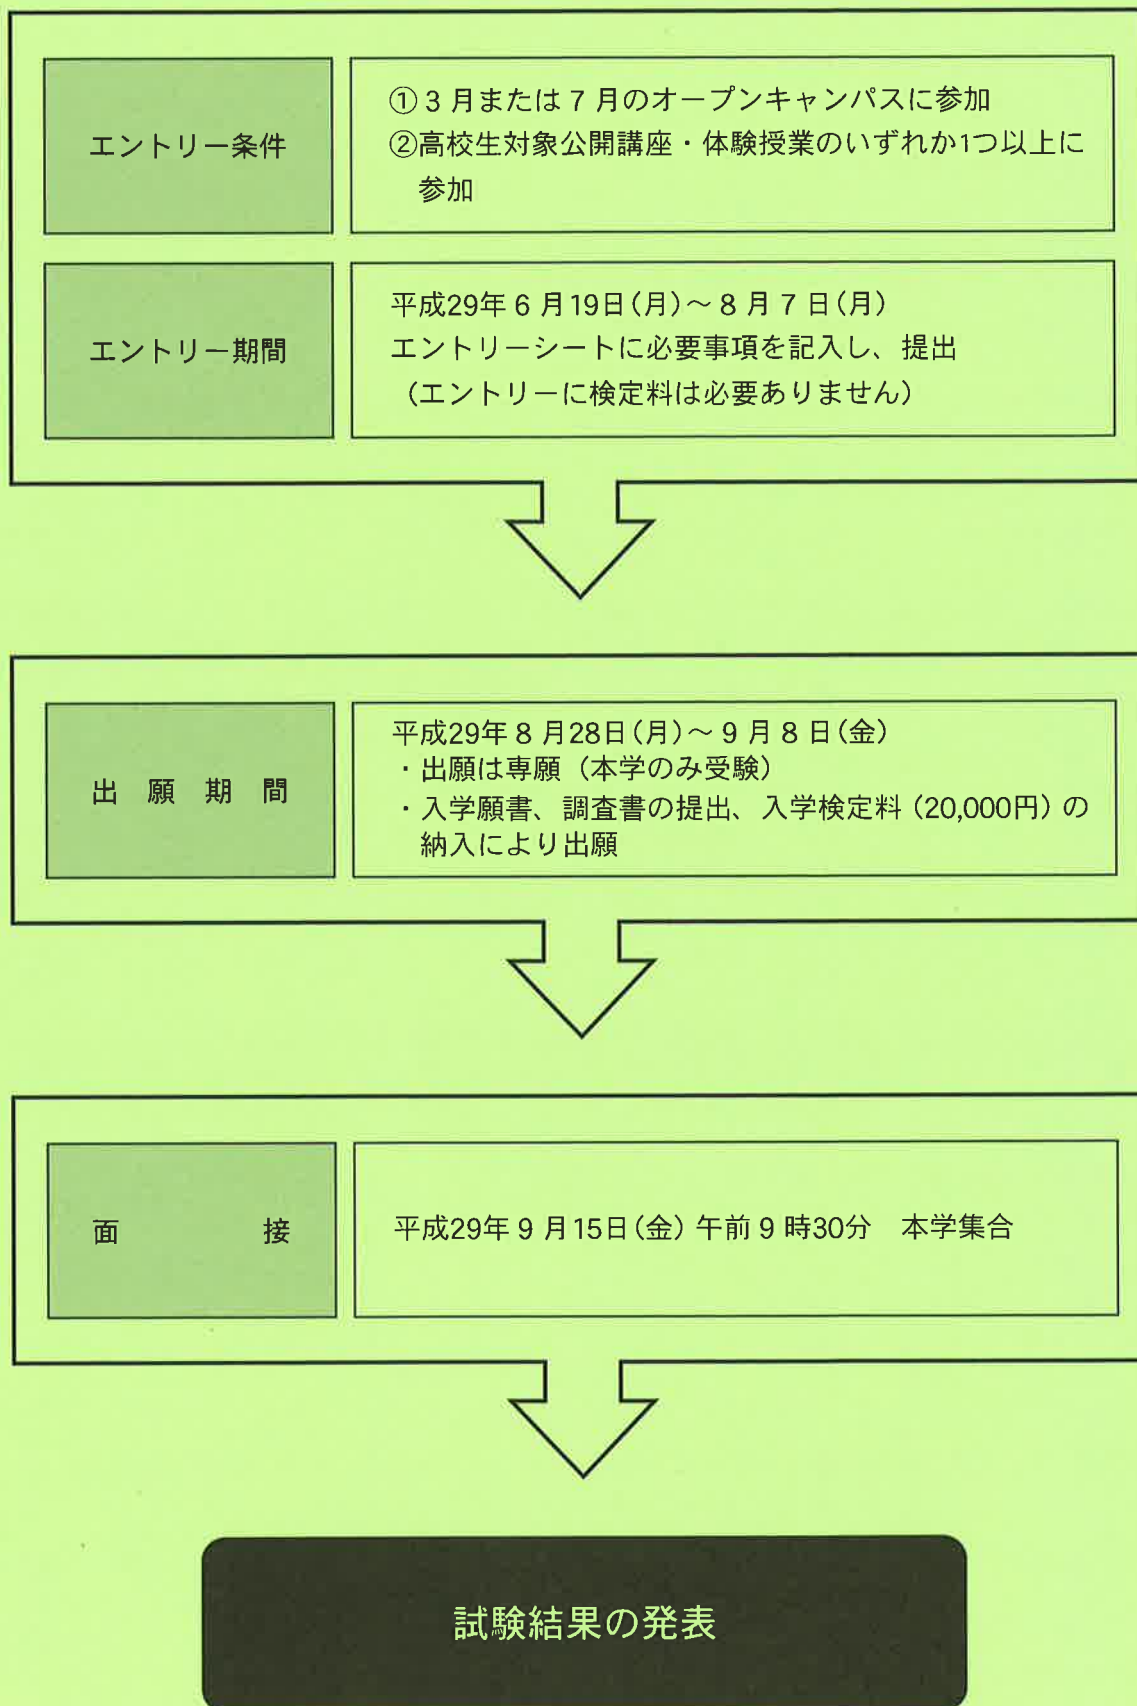 エントリー条件
①3月または7月のオープンキャンパスに参加
②高校生対象公開講座・体験授業のいずれか1つ以上に
参加
エントリー期間
平成29年6月19日(月)～8月7日(月)
エントリーシートに必要事項を記入し、提出
(エントリーに検定料は必要ありません)
出願期間
平成29年8月28日(月)～9月8日(金)
・出願は専願（本学のみ受験）
・入学願書、調査書の提出、入学検定料（20,000円）の
納入により出願
面接
平成29年9月15日(金) 午前9時30分　本学集合
試験結果の発表